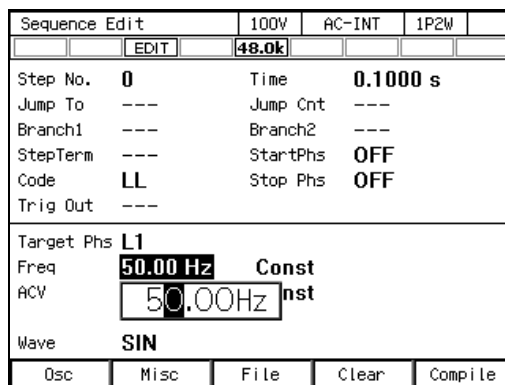 Sequence Edit 100V AC-INT 1P2W
EDIT 48.0k
Step No. 0 Time 0.1000 s
Jump To --- Jump Cnt ---
Branch1 --- Branch2 ---
StepTerm --- StartPhs OFF
Code LL Stop Phs OFF
Trig Out ---
Target Phs L1
Freq 50.00 Hz Const
ACV 50.00Hz nst
Wave SIN
Osc Misc File Clear Compile